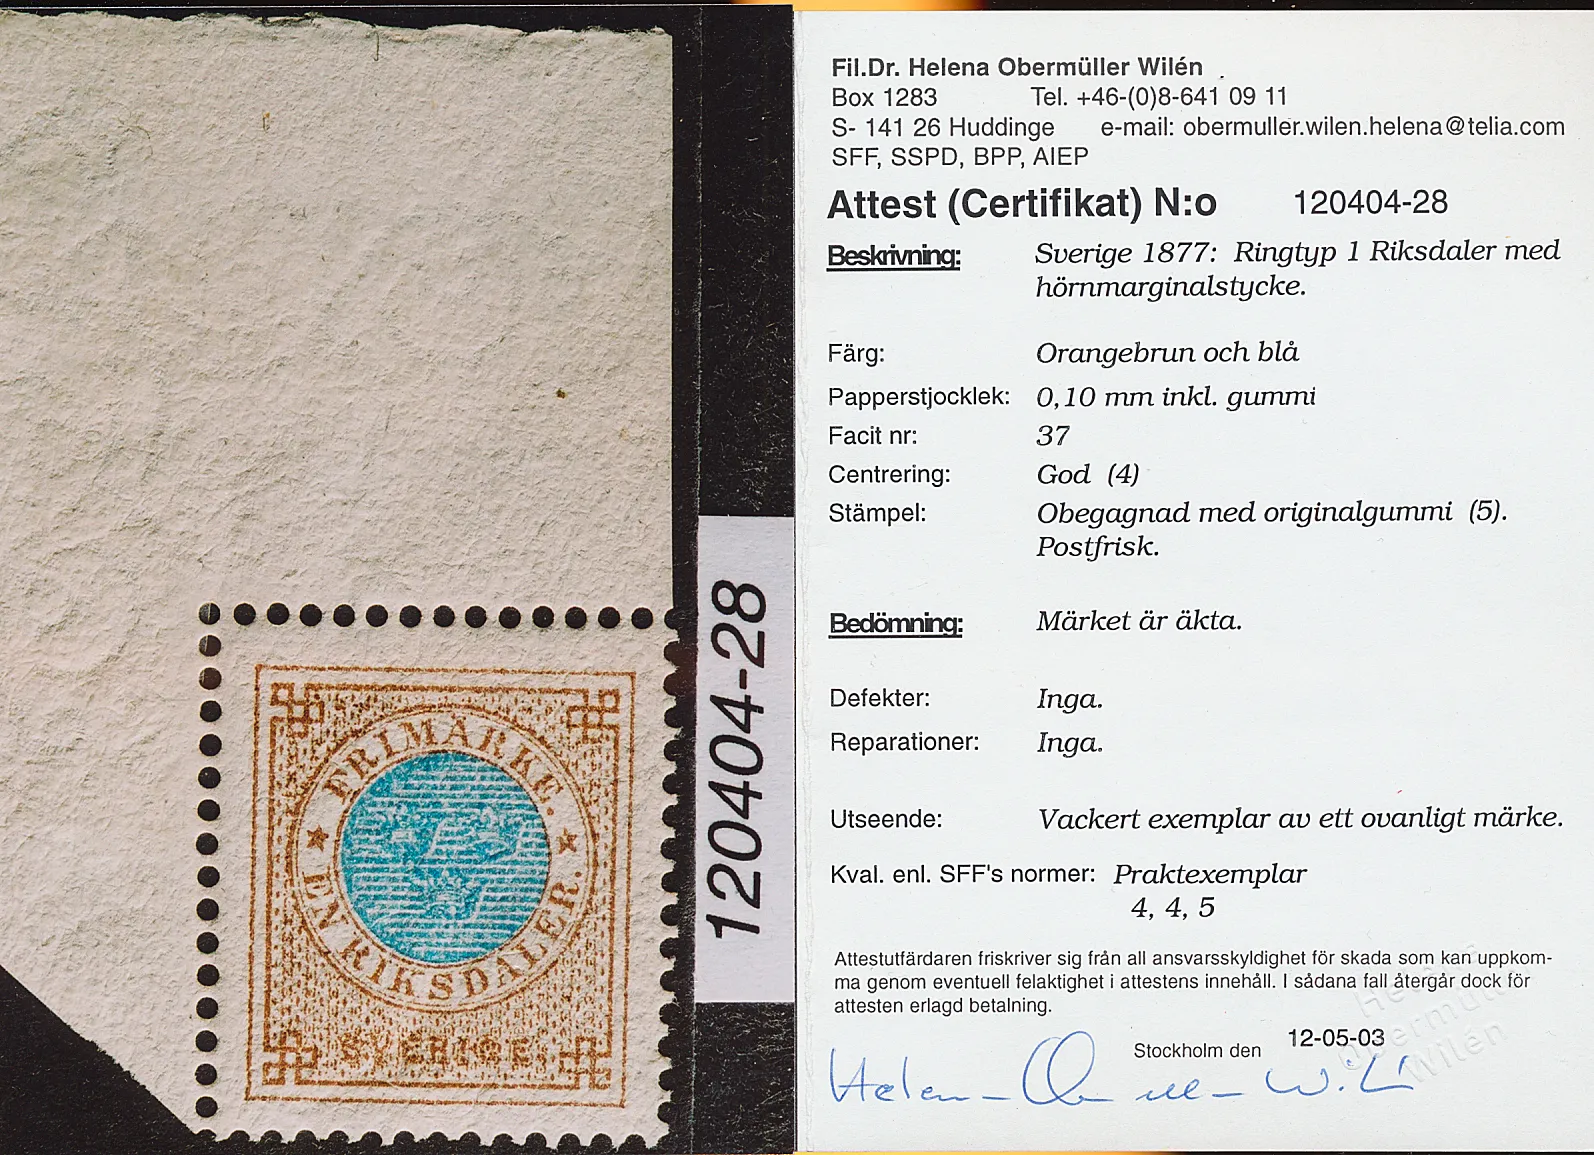 FRIMÄRKE.
EN RIKSDALER.
SVERIGE.
120404-28
Fil.Dr. Helena Obermüller Wilén
Box 1283 Tel. +46-(0)8-641 09 11
S- 141 26 Huddinge e-mail: obermuller.wilen.helena@telia.com
SFF, SSPD, BPP, AIEP
Attest (Certifikat) N:o 120404-28
Beskrivning: Sverige 1877: Ringtyp 1 Riksdaler med
hörnmarginalstycke.
Färg: Orangebrun och blå
Papperstjocklek: 0,10 mm inkl. gummi
Facit nr: 37
Centrering: God (4)
Stämpel: Obegagnad med originalgummi (5).
Postfrisk.
Bedömning: Märket är äkta.
Defekter: Inga.
Reparationer: Inga.
Utseende: Vackert exemplar av ett ovanligt märke.
Kval. enl. SFF's normer: Praktexemplar
4, 4, 5
Attestutfärdaren friskriver sig från all ansvarsskyldighet för skada som kan uppkom-
ma genom eventuell felaktighet i attestens innehåll. I sådana fall återgår dock för
attesten erlagd betalning.
Stockholm den 12-05-03
Helena Obermüller Wilén